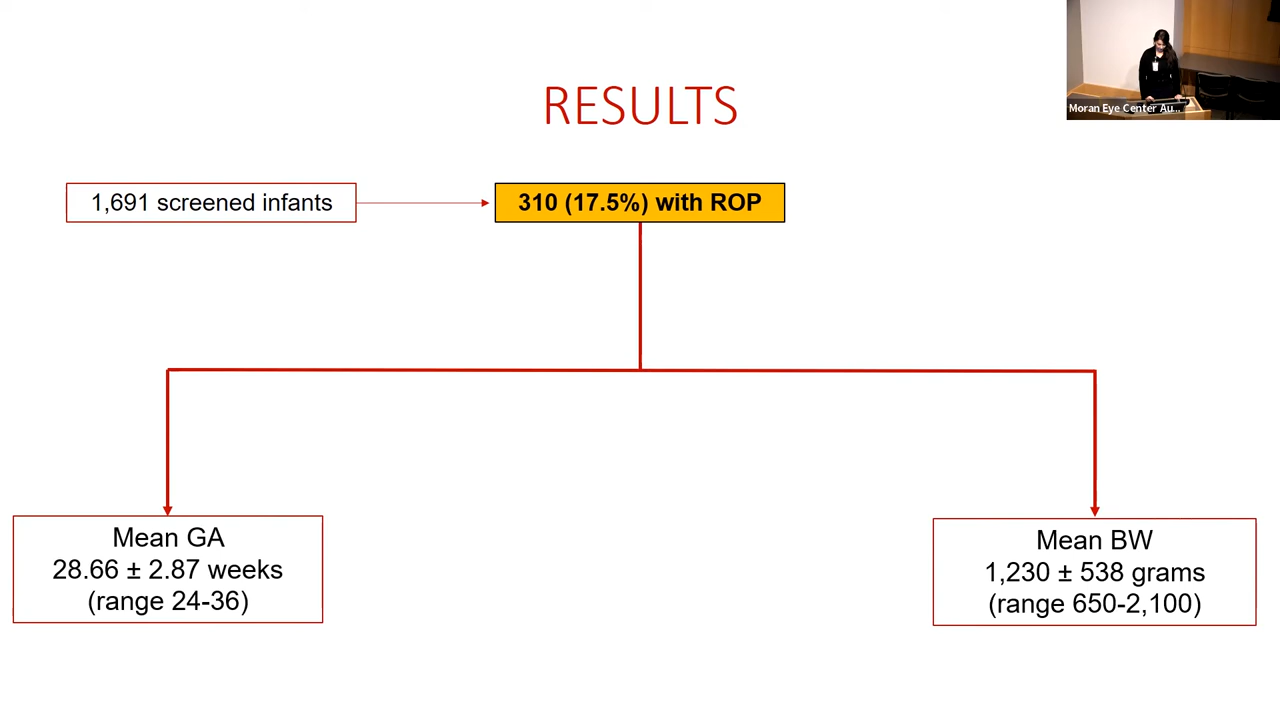 Moran Eye Center Au...
RESULTS
1,691 screened infants
310 (17.5%) with ROP
Mean GA
28.66 ± 2.87 weeks
(range 24-36)
Mean BW
1,230 ± 538 grams
(range 650-2,100)